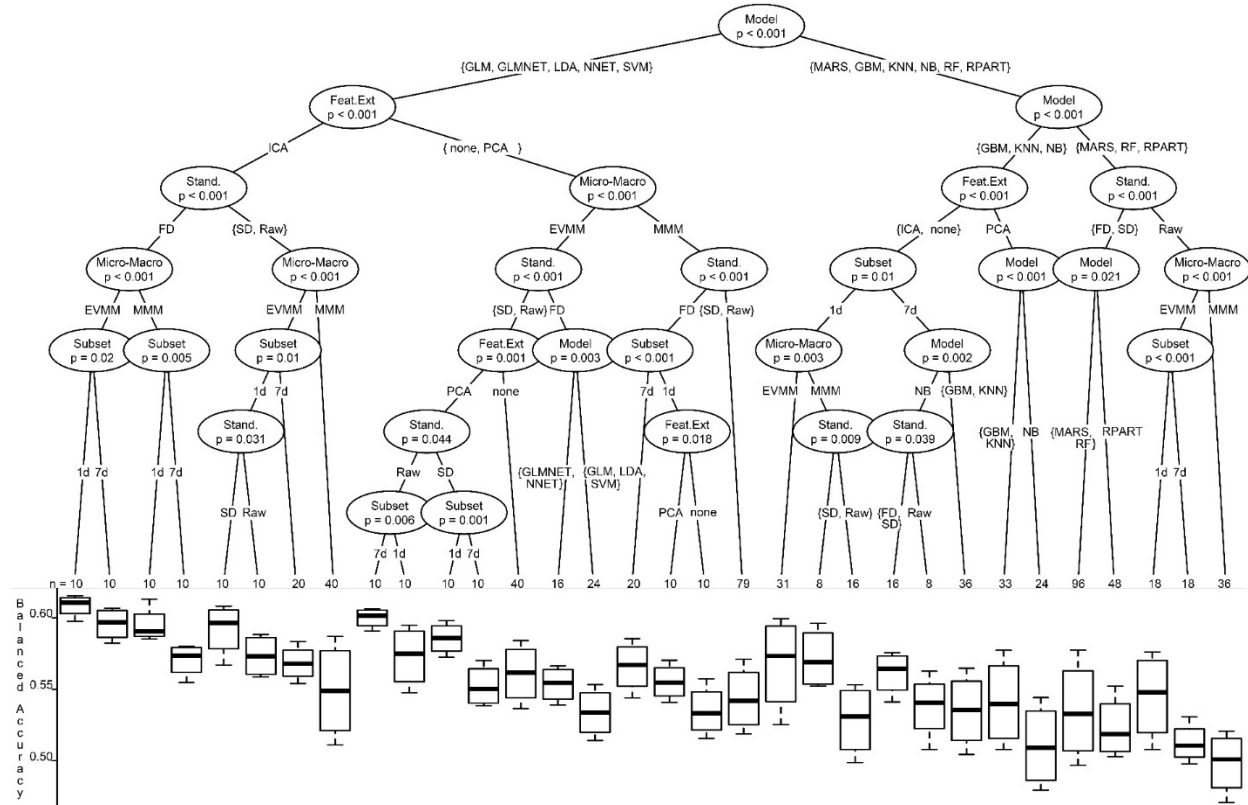 Model
p < 0.001
{GLM, GLMNET, LDA, NNET, SVM}
{MARS, GBM, KNN, NB, RF, RPART}
Feat.Ext
p < 0.001
Model
p < 0.001
ICA
{ none, PCA }
{GBM, KNN, NB}
{MARS, RF, RPART}
Stand.
p < 0.001
Micro-Macro
p < 0.001
Feat.Ext
p < 0.001
Stand.
p < 0.001
FD
{SD, Raw}
EVMM
MMM
{ICA, none}
PCA
{FD, SD}
Raw
Micro-Macro
p < 0.001
Micro-Macro
p < 0.001
Stand.
p < 0.001
Stand.
p < 0.001
Subset
p = 0.01
Model
p < 0.001
Model
p = 0.021
Micro-Macro
p < 0.001
EVMM
MMM
EVMM
MMM
{SD, Raw}
FD
FD
{SD, Raw}
1d
7d
EVMM
MMM
Subset
p = 0.02
Subset
p = 0.005
Subset
p = 0.01
Feat.Ext
p = 0.001
Model
p = 0.003
Subset
p < 0.001
Micro-Macro
p = 0.003
Model
p = 0.002
Subset
p < 0.001
1d
7d
PCA
none
7d
1d
EVMM
MMM
NB
{GBM, KNN}
Stand.
p = 0.031
Stand.
p = 0.044
Feat.Ext
p = 0.018
Stand.
p = 0.009
Stand.
p = 0.039
{GBM, NB
KNN}
{MARS, RPART
RF}
1d 7d
1d 7d
Raw
SD
{GLMNET,
NNET}
{GLM, LDA,
SVM}
1d 7d
SD Raw
Subset
p = 0.006
Subset
p = 0.001
PCA none
{SD, Raw}
{FD, Raw
SD}
7d 1d
1d 7d
n = 10 10 10 10 10 10 20 40 10 10 10 10 40 16 24 20 10 10 79 31 8 16 16 8 36 33 24 96 48 18 18 36
Balanced Accuracy
0.60
0.55
0.50